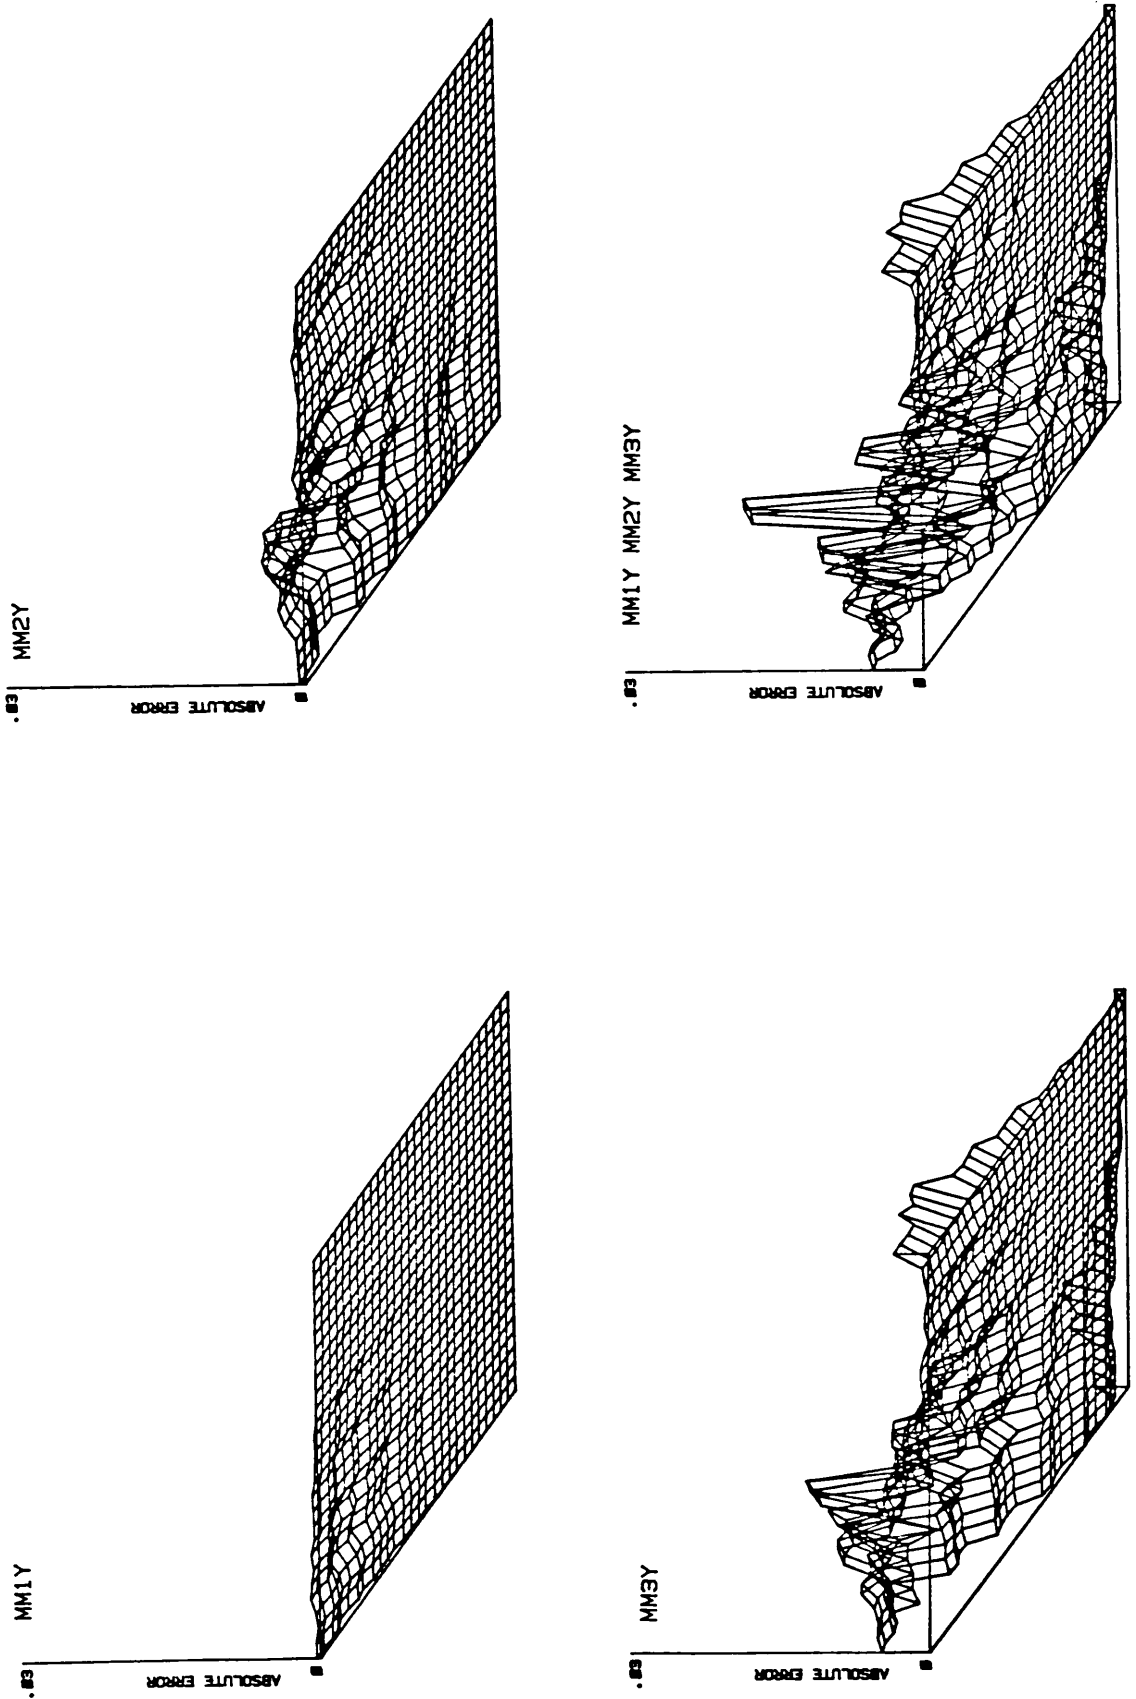 MM2Y
.03
ABSOLUTE ERROR
0
MM1Y MM2Y MM3Y
.03
ABSOLUTE ERROR
0
MM1Y
.03
ABSOLUTE ERROR
0
MM3Y
.03
ABSOLUTE ERROR
0